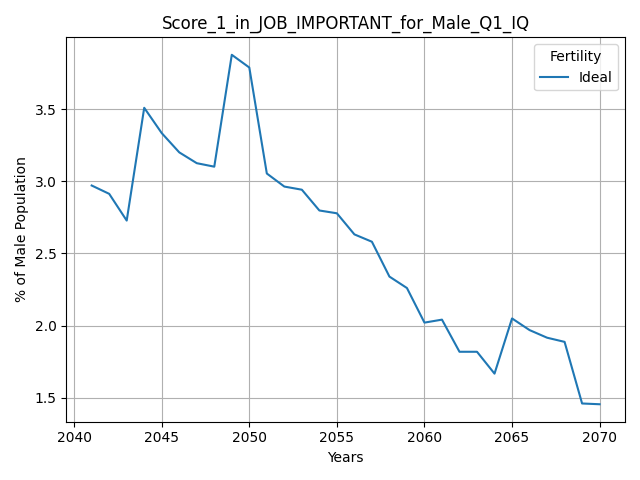 Score_1_in_JOB_IMPORTANT_for_Male_Q1_IQ
Fertility
Ideal
% of Male Population
3.5
3.0
2.5
2.0
1.5
2040 2045 2050 2055 2060 2065 2070
Years